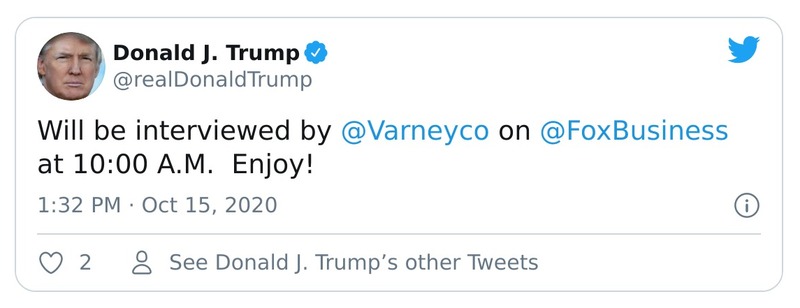 Donald J. Trump
@realDonaldTrump
Will be interviewed by @Varneyco on @FoxBusiness
at 10:00 A.M.  Enjoy!
1:32 PM · Oct 15, 2020
2
See Donald J. Trump’s other Tweets